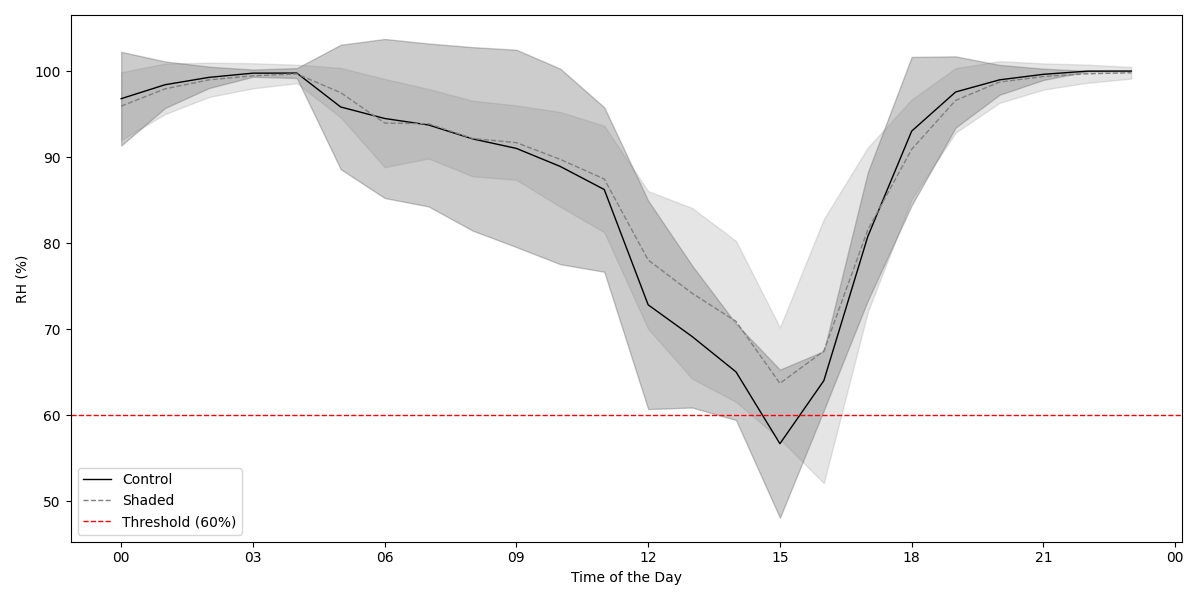 100
90
80
70
60
50
RH (%)
Control
Shaded
Threshold (60%)
00 03 06 09 12 15 18 21 00
Time of the Day